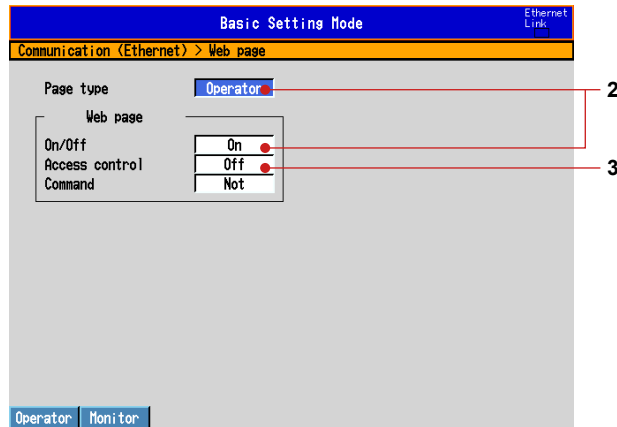 Basic Setting Mode
Ethernet
Link
Communication (Ethernet) > Web page
Page type Operator
Web page
On/Off On
Access control Off
Command Not
2
3
Operator Monitor